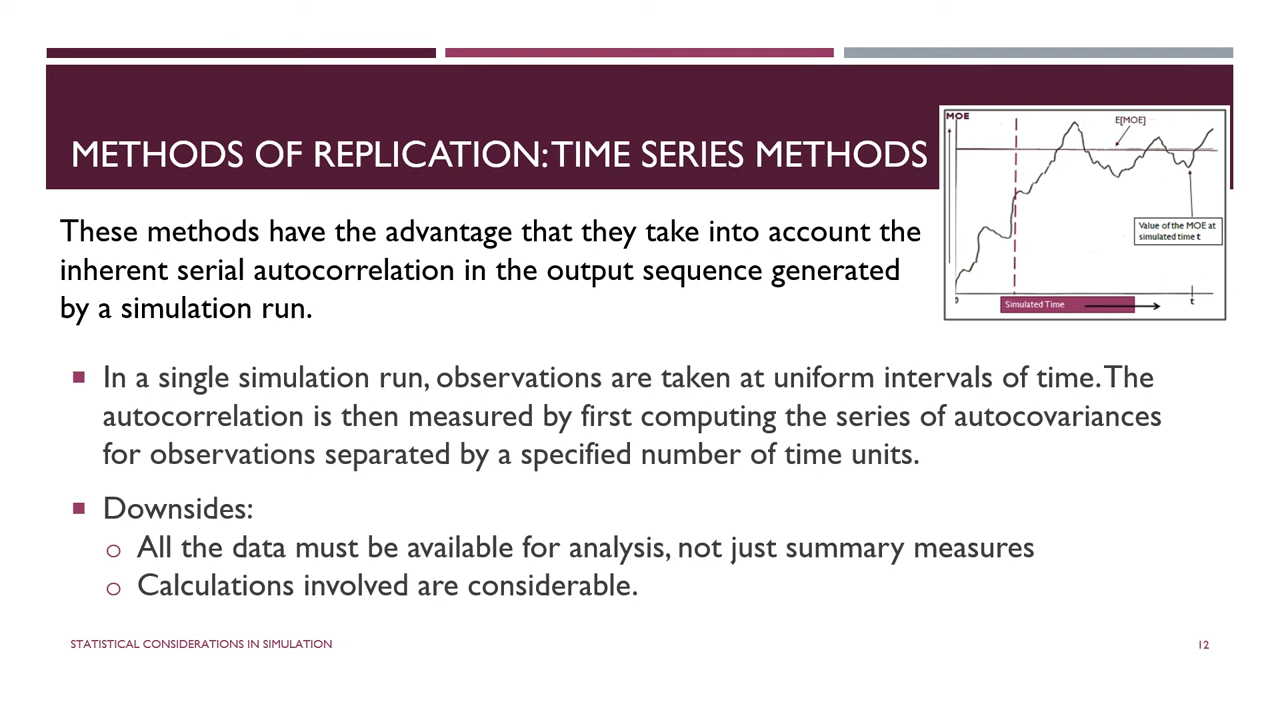 METHODS OF REPLICATION: TIME SERIES METHODS
MOE
E[MOE]
Value of the MOE at
simulated time t
0
Simulated Time
t
These methods have the advantage that they take into account the
inherent serial autocorrelation in the output sequence generated
by a simulation run.
In a single simulation run, observations are taken at uniform intervals of time. The
autocorrelation is then measured by first computing the series of autocovariances
for observations separated by a specified number of time units.
Downsides:
All the data must be available for analysis, not just summary measures
Calculations involved are considerable.
STATISTICAL CONSIDERATIONS IN SIMULATION
12